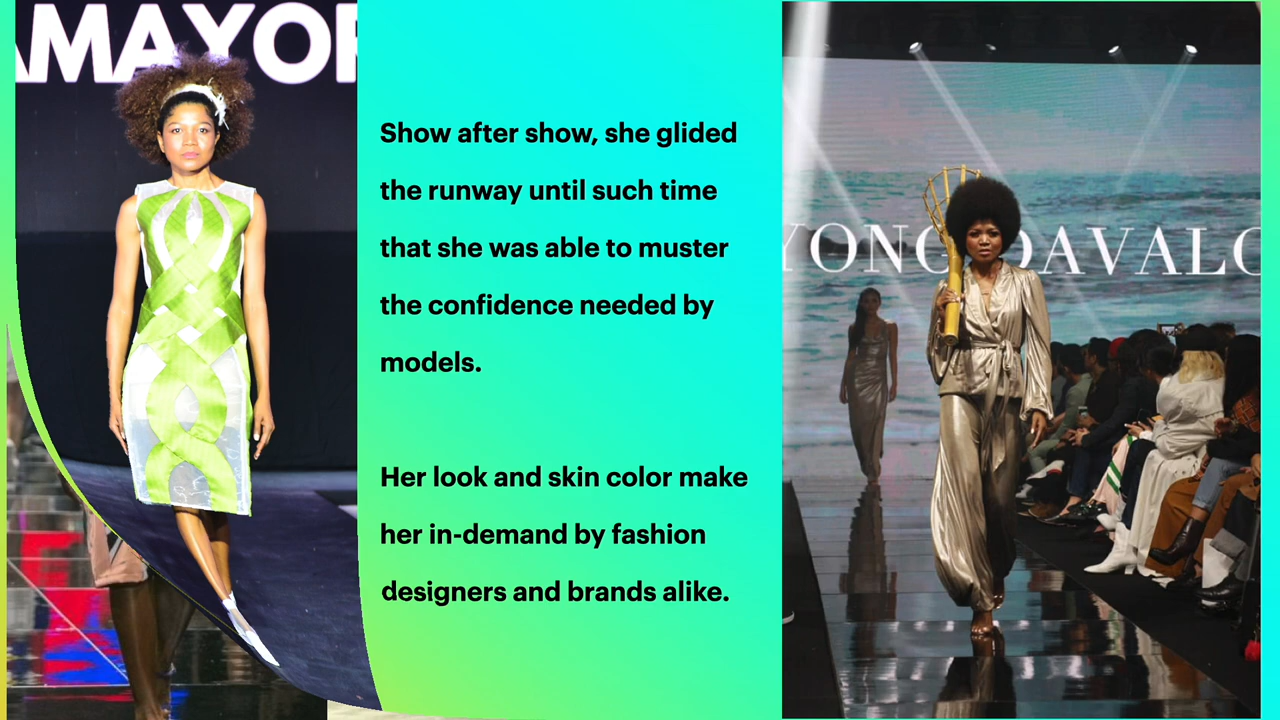 AMAYOR
Show after show, she glided
the runway until such time
that she was able to muster
the confidence needed by
models.
Her look and skin color make
her in-demand by fashion
designers and brands alike.
YONG DAVALO